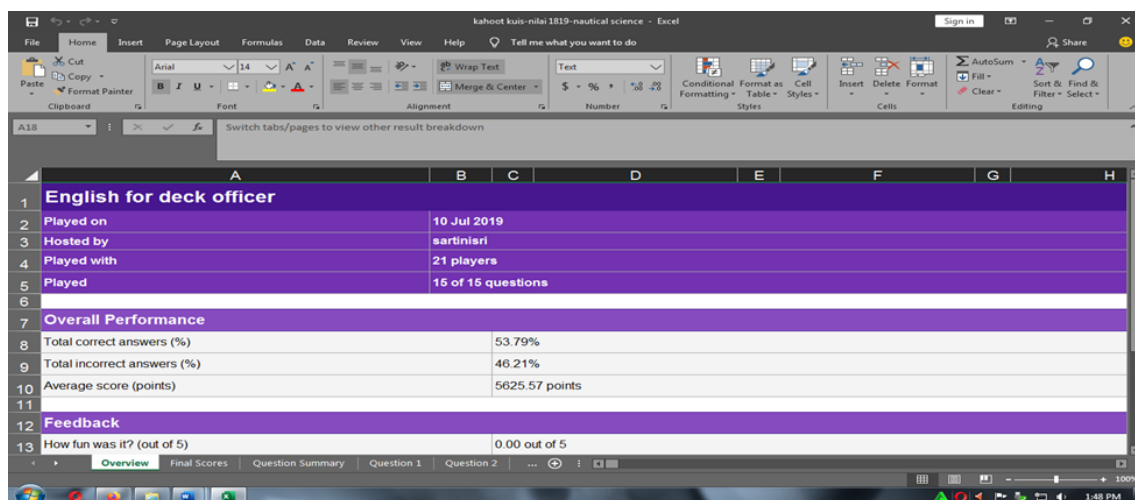 kahoot kuis-nilai 1819-nautical science - Excel
Sign in
File Home Insert Page Layout Formulas Data Review View Help Tell me what you want to do Share
Paste
Cut
Copy
Format Painter
Clipboard
Arial 14
B I U
Font
Wrap Text
Merge & Center
Alignment
Text
$ % ,
Number
Conditional Formatting
Format as Table
Cell Styles
Styles
Insert Delete Format
Cells
AutoSum
Fill
Clear
Sort & Filter
Find & Select
Editing
A18 fx Switch tabs/pages to view other result breakdown
A B C D E F G H
1 English for deck officer
2 Played on 10 Jul 2019
3 Hosted by sartinisri
4 Played with 21 players
5 Played 15 of 15 questions
6
7 Overall Performance
8 Total correct answers (%) 53.79%
9 Total incorrect answers (%) 46.21%
10 Average score (points) 5625.57 points
11
12 Feedback
13 How fun was it? (out of 5) 0.00 out of 5
Overview Final Scores Question Summary Question 1 Question 2 ...
100%
1:48 PM